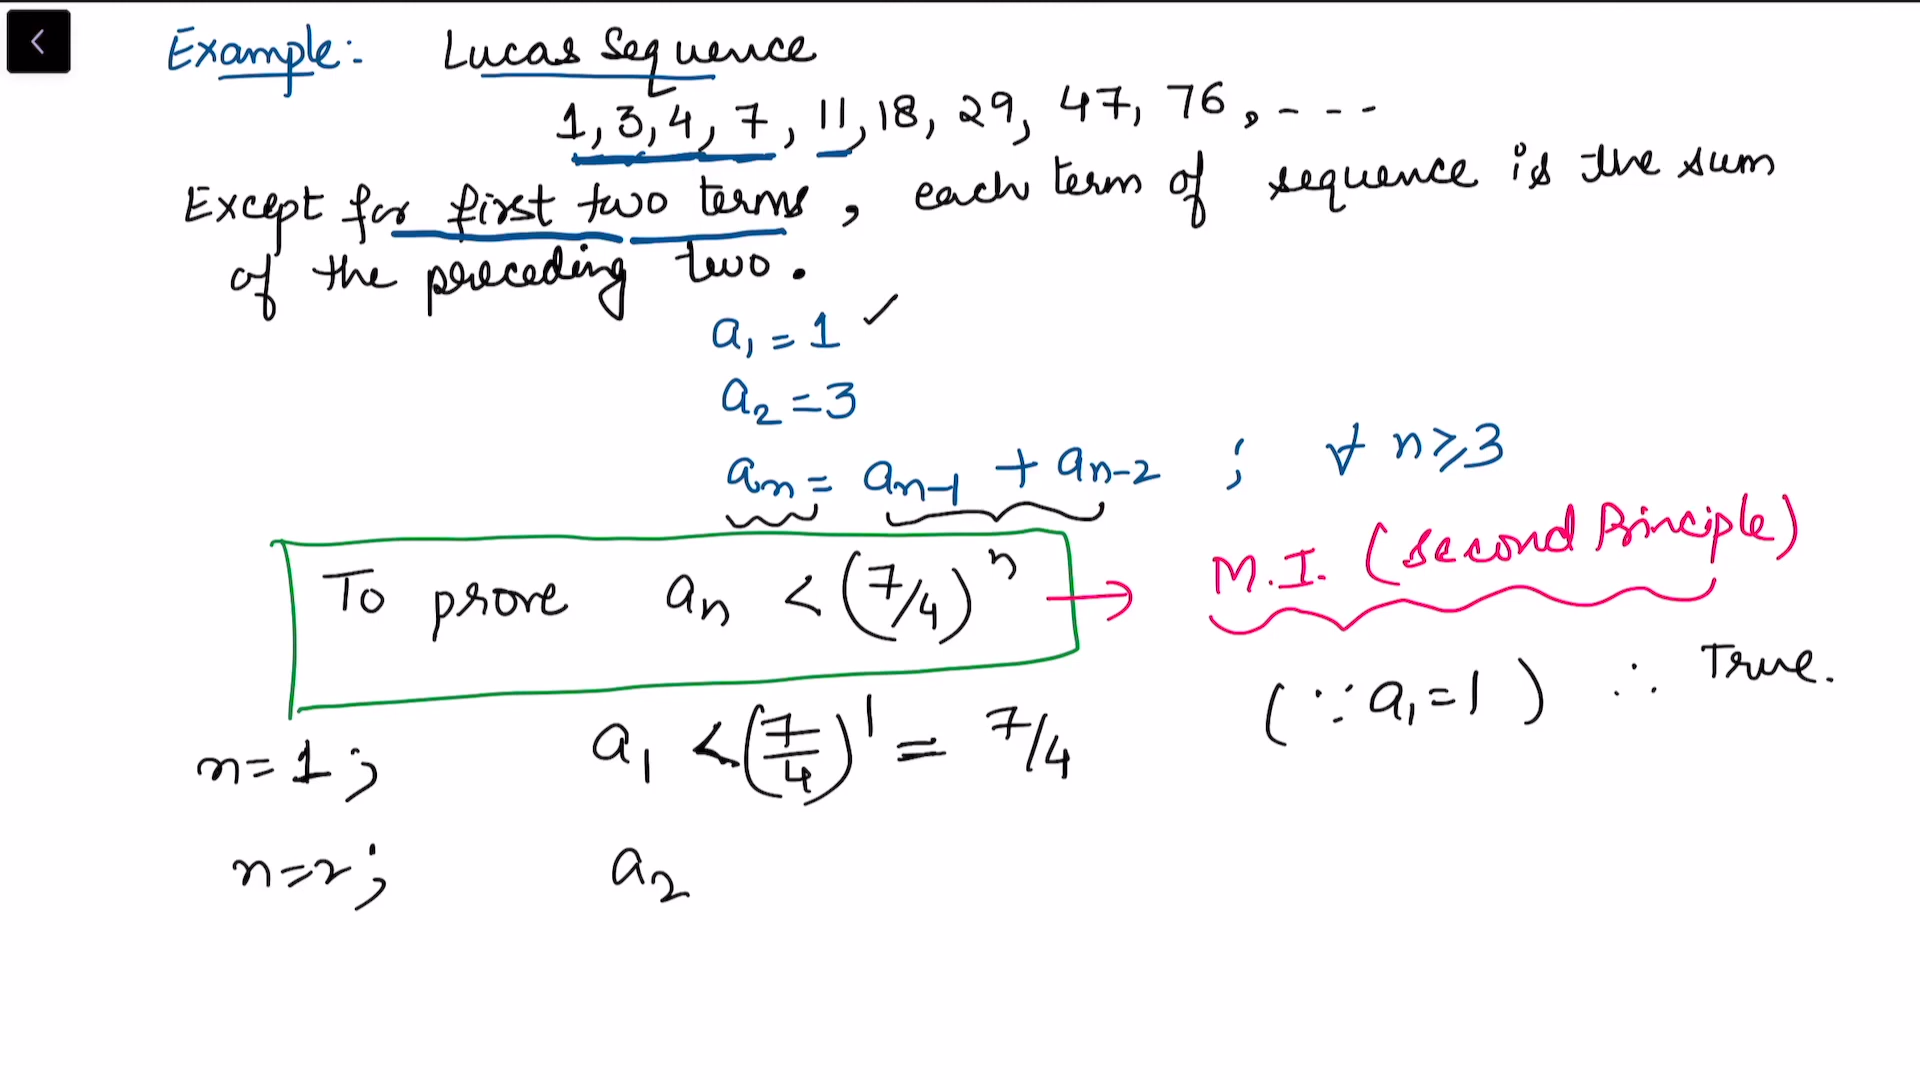 Example: Lucas Sequence
1, 3, 4, 7, 11, 18, 29, 47, 76, - - -
Except for first two terms, each term of sequence is the sum
of the preceding two.
a₁ = 1 ✓
a₂ = 3
aₙ = aₙ₋₁ + aₙ₋₂ ; ∀ n ≥ 3
To prove aₙ < (7/4)ⁿ → M.I. (Second Principle)
n = 1; a₁ < (7/4)¹ = 7/4 (∵ a₁ = 1) ∴ True.
n = 2; a₂